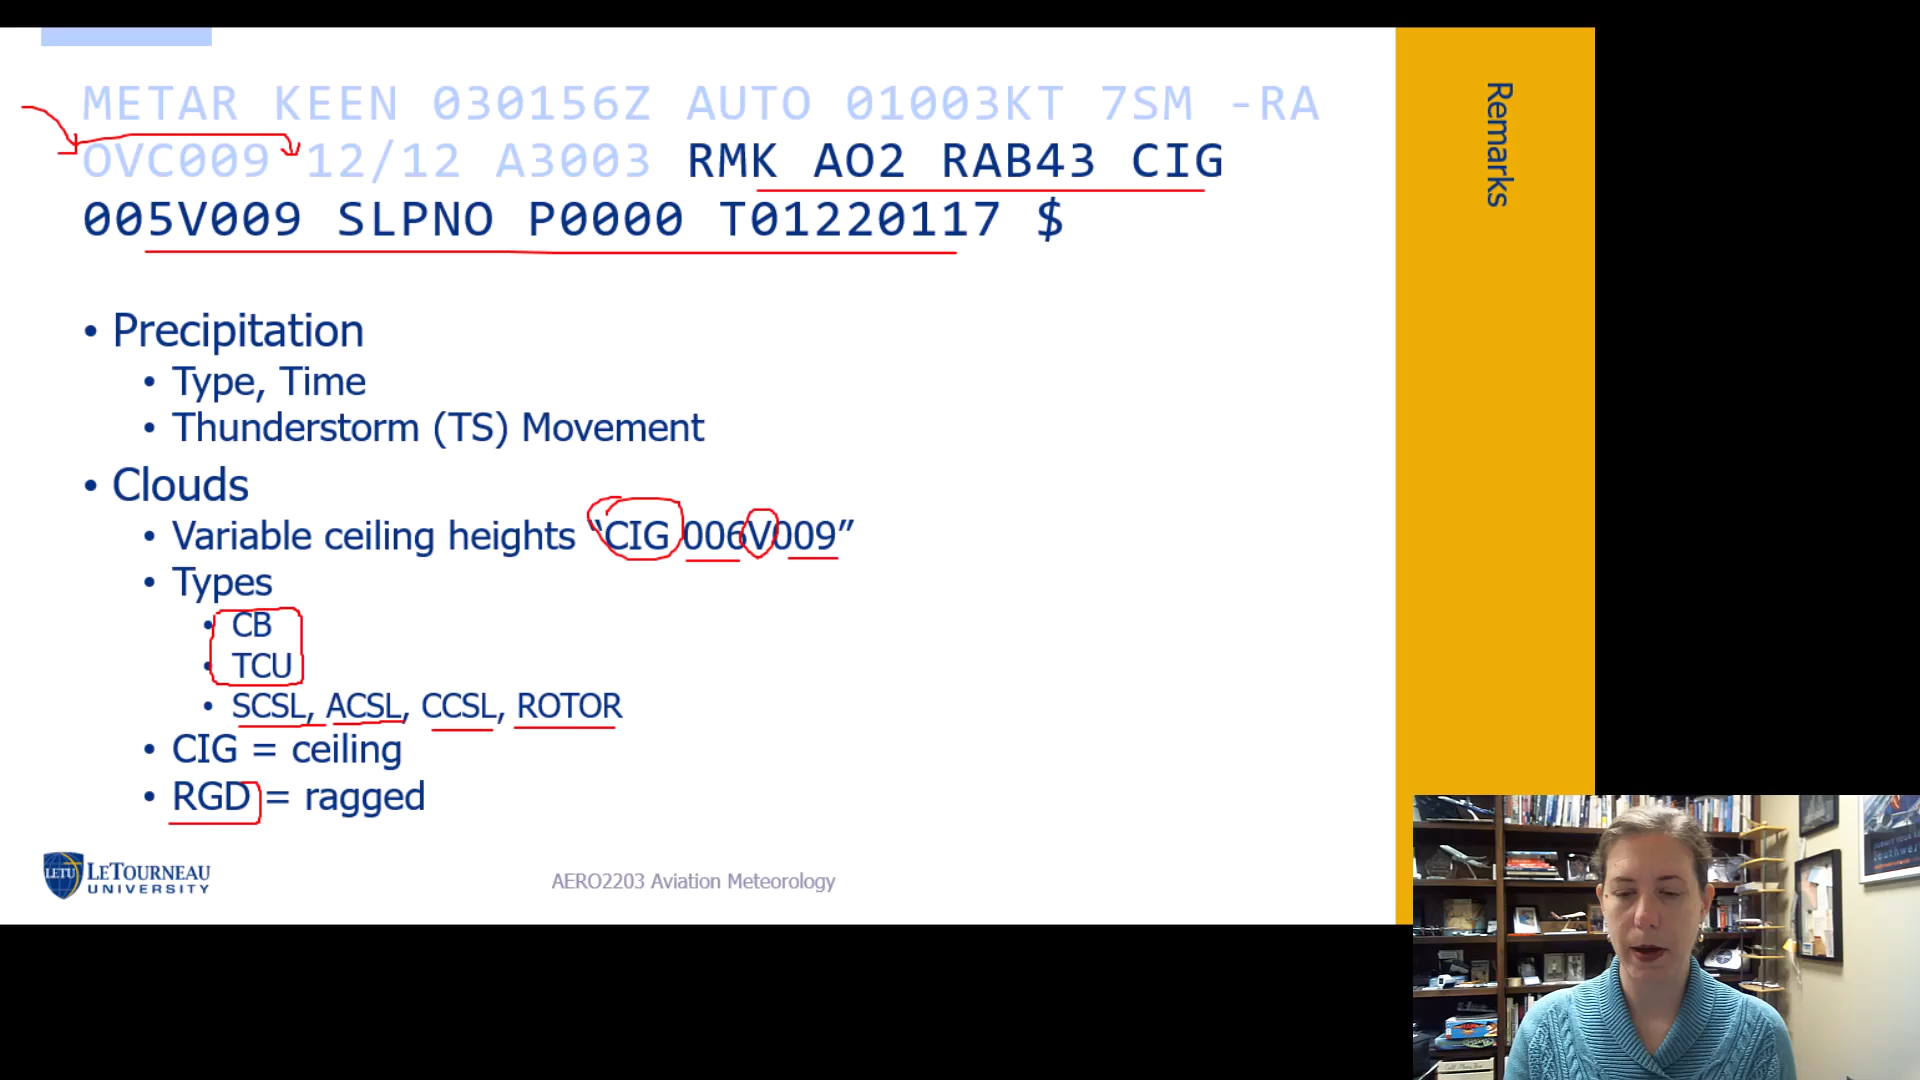 METAR KEEN 030156Z AUTO 01003KT 7SM -RA
OVC009 12/12 A3003 RMK AO2 RAB43 CIG
005V009 SLPNO P0000 T01220117 $
Remarks
• Precipitation
• Type, Time
• Thunderstorm (TS) Movement
• Clouds
• Variable ceiling heights “CIG 006V009”
• Types
• CB
• TCU
• SCSL, ACSL, CCSL, ROTOR
• CIG = ceiling
• RGD = ragged
LETU LETOURNEAU
UNIVERSITY
AERO2203 Aviation Meteorology